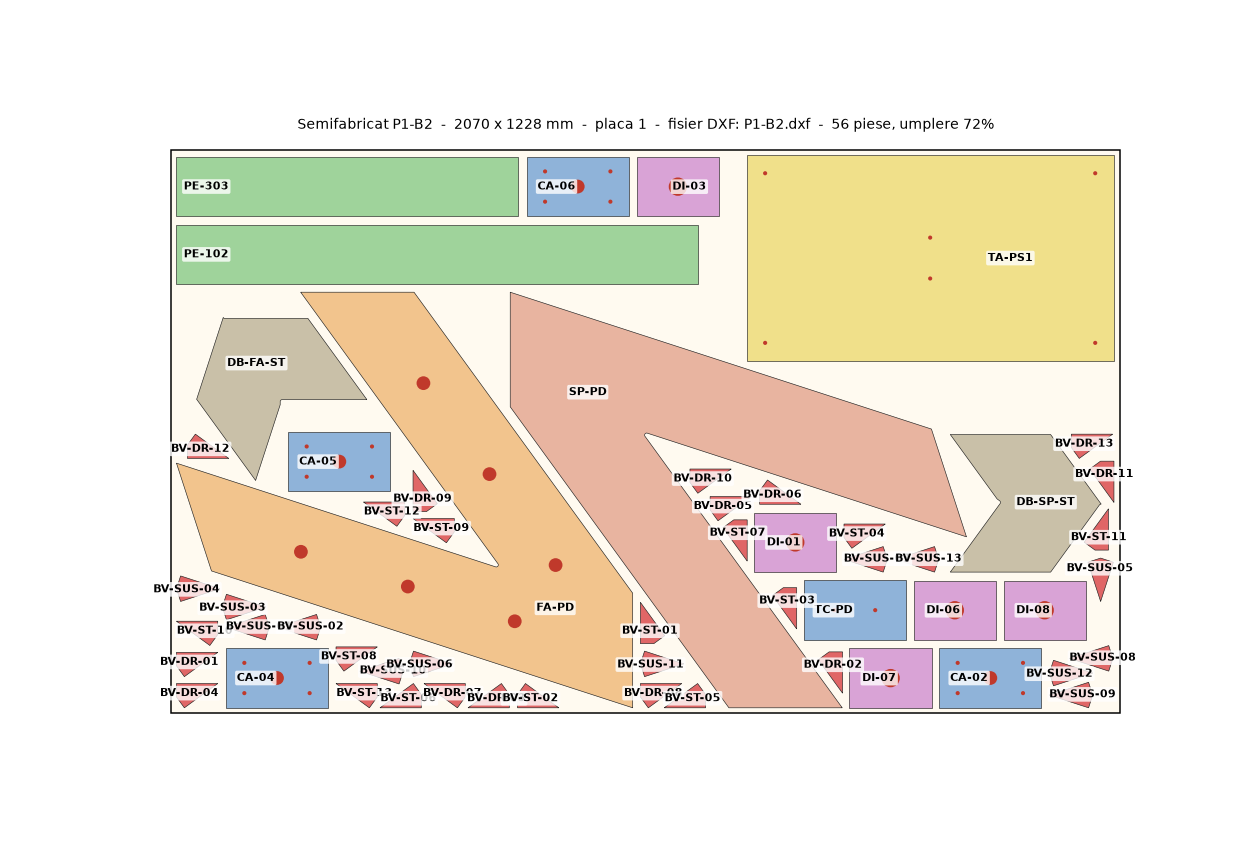 Semifabricat P1-B2 - 2070 x 1228 mm - placa 1 - fisier DXF: P1-B2.dxf - 56 piese, umplere 72%
PE-303
CA-06
DI-03
PE-102
TA-PS1
DB-FA-ST
SP-PD
BV-DR-12
CA-05
BV-DR-13
BV-DR-11
BV-DR-10
BV-DR-09
BV-DR-06
BV-DR-05
DB-SP-ST
BV-ST-12
BV-ST-09
BV-ST-07
DI-01
BV-ST-04
BV-ST-11
BV-SUS-13
BV-SUS-05
BV-SUS-04
BV-SUS-03
FA-PD
BV-ST-03
TC-PD
DI-06
DI-08
BV-SUS-02
BV-ST-01
BV-DR-01
BV-ST-08
BV-SUS-06
BV-SUS-11
BV-DR-02
BV-SUS-08
CA-04
DI-07
CA-02
BV-SUS-12
BV-DR-04
BV-ST-02
BV-ST-05
BV-SUS-09